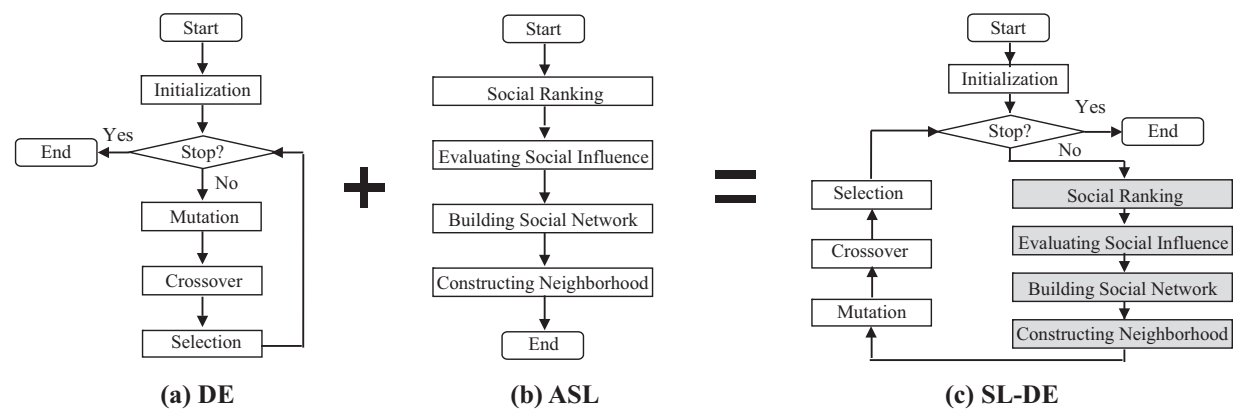 Start
Initialization
Stop?
Yes
End
No
Mutation
Crossover
Selection
(a) DE
+
Start
Social Ranking
Evaluating Social Influence
Building Social Network
Constructing Neighborhood
End
(b) ASL
=
Start
Initialization
Stop?
Yes
End
No
Social Ranking
Evaluating Social Influence
Building Social Network
Constructing Neighborhood
Mutation
Crossover
Selection
(c) SL-DE